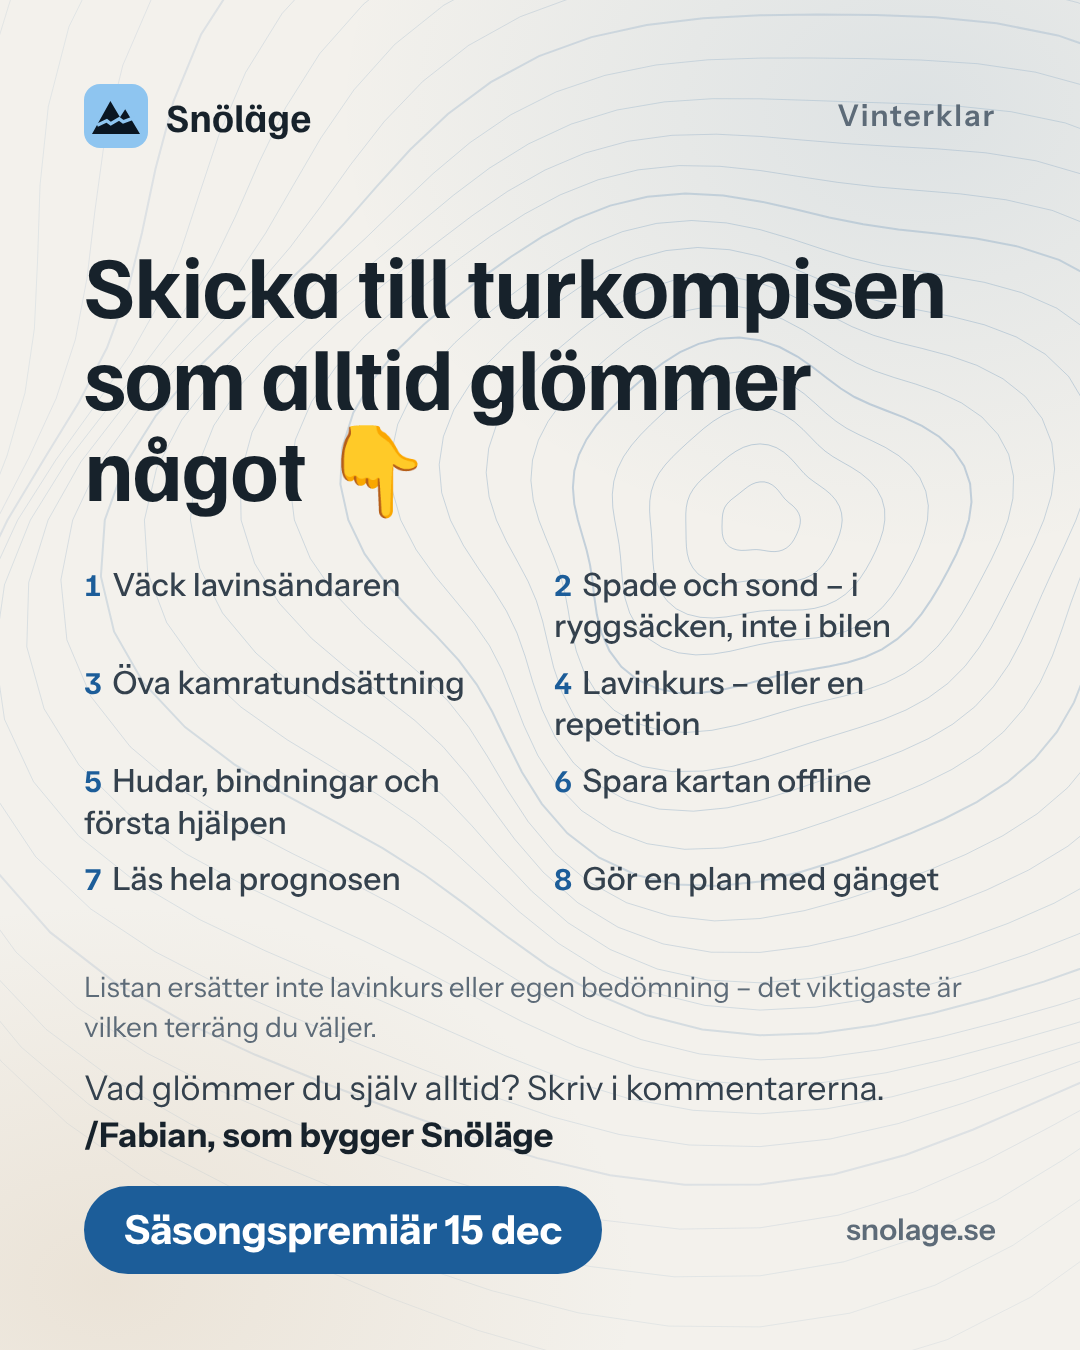 Snöläge
Vinterklar
Skicka till turkompisen
som alltid glömmer
något 👇
1 Väck lavinsändaren
2 Spade och sond – i
ryggsäcken, inte i bilen
3 Öva kamratundsättning
4 Lavinkurs – eller en
repetition
5 Hudar, bindningar och
första hjälpen
6 Spara kartan offline
7 Läs hela prognosen
8 Gör en plan med gänget
Listan ersätter inte lavinkurs eller egen bedömning – det viktigaste är
vilken terräng du väljer.
Vad glömmer du själv alltid? Skriv i kommentarerna.
/Fabian, som bygger Snöläge
Säsongspremiär 15 dec
snolage.se